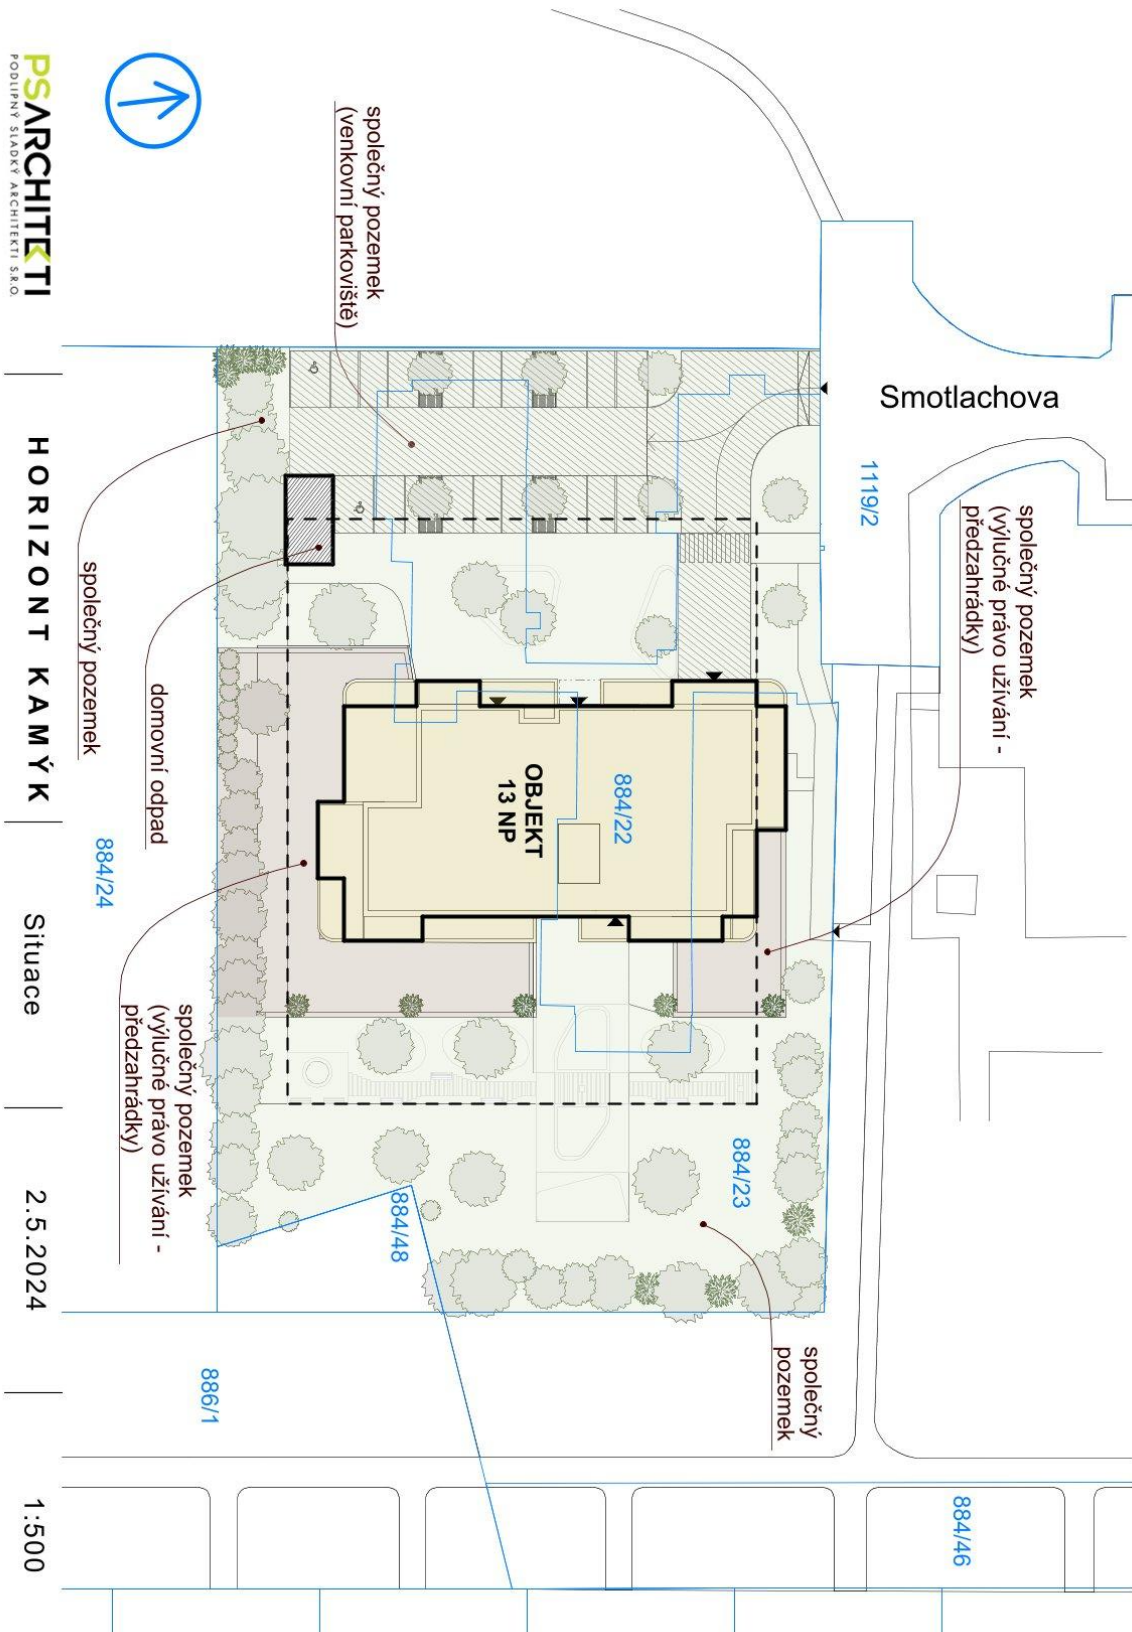 společný pozemek
(venkovní parkoviště)
Smotlachova
1119/2
společný pozemek
(výlučné právo užívání -
předzahrádky)
společný pozemek
domovní odpad
OBJEKT
13 NP
884/22
884/24
společný pozemek
(výlučné právo užívání -
předzahrádky)
884/48
884/23
společný
pozemek
886/1
884/46
PSARCHITEKTI
PODLIPNÝ SLADKÝ ARCHITEKTI S.R.O.
HORIZONT KAMÝK
Situace
2.5.2024
1:500